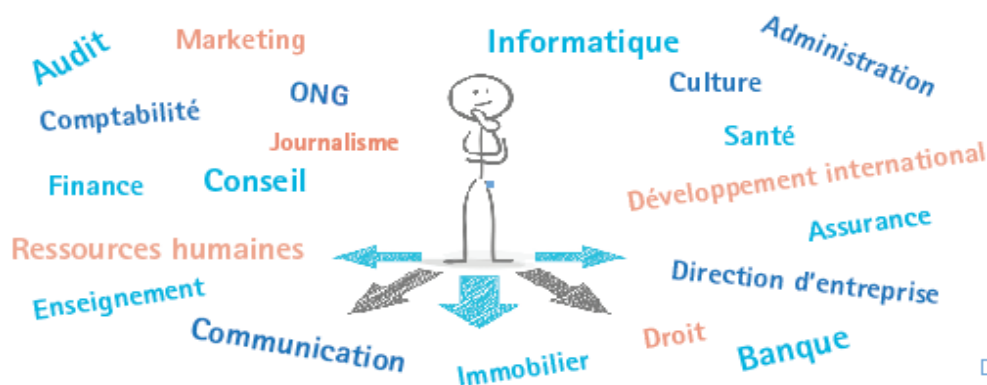 Audit
Marketing
Informatique
Administration
Comptabilité
ONG
Culture
Journalisme
Santé
Finance
Conseil
Développement international
Ressources humaines
Assurance
Enseignement
Direction d'entreprise
Communication
Immobilier
Droit
Banque